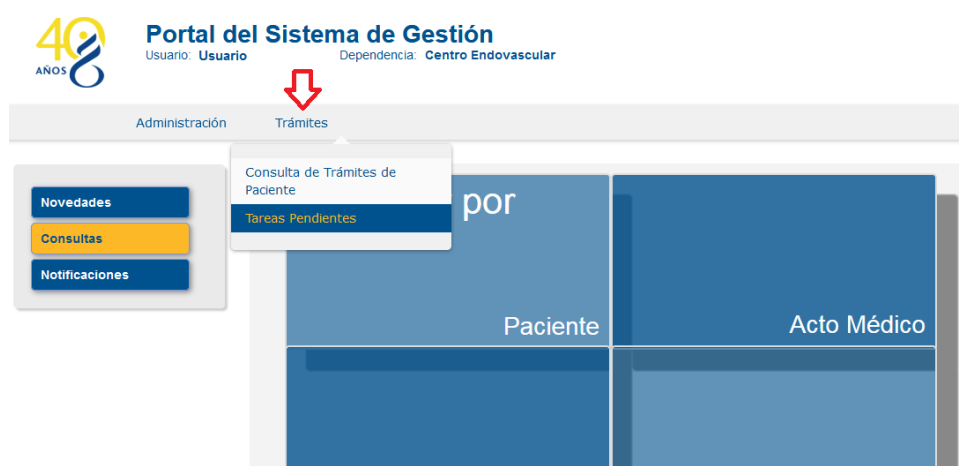 40
AÑOS
Portal del Sistema de Gestión
Usuario: Usuario Dependencia: Centro Endovascular
Administración Trámites
Consulta de Trámites de
Paciente
Tareas Pendientes
Novedades
Consultas
Notificaciones
por
Paciente
Acto Médico